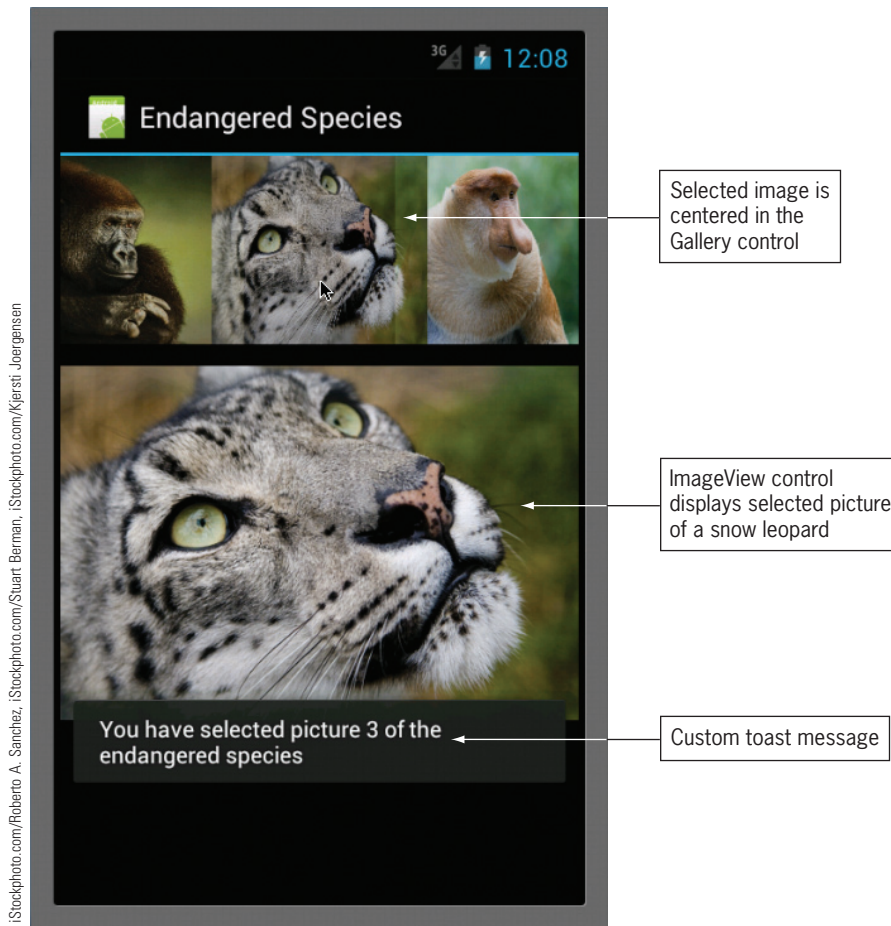 3G
12:08
Endangered Species
Selected image is
centered in the
Gallery control
ImageView control
displays selected picture
of a snow leopard
You have selected picture 3 of the
endangered species
Custom toast message
iStockphoto.com/Roberto A. Sanchez, iStockphoto.com/Stuart Berman, iStockphoto.com/Kjersti Joergensen